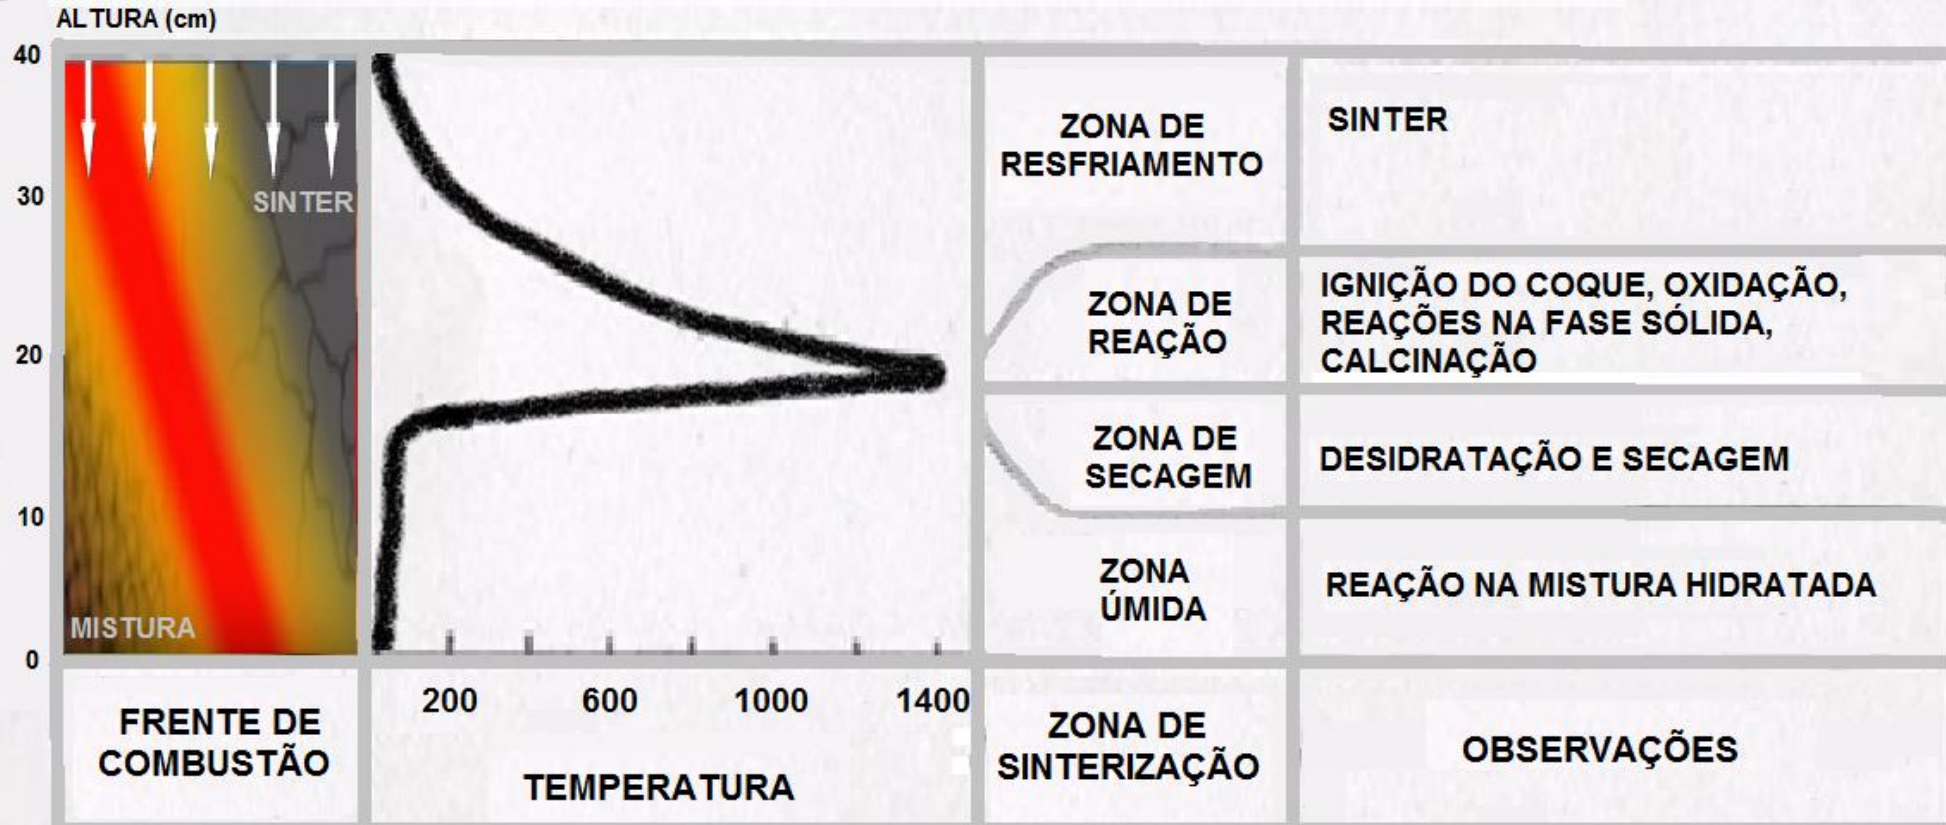 ALTURA (cm)
40
30
20
10
0
SINTER
MISTURA
ZONA DE
RESFRIAMENTO
SINTER
ZONA DE
REAÇÃO
IGNIÇÃO DO COQUE, OXIDAÇÃO,
REAÇÕES NA FASE SÓLIDA,
CALCINAÇÃO
ZONA DE
SECAGEM
DESIDRATAÇÃO E SECAGEM
ZONA
ÚMIDA
REAÇÃO NA MISTURA HIDRATADA
200 600 1000 1400
FRENTE DE
COMBUSTÃO
TEMPERATURA
ZONA DE
SINTERIZAÇÃO
OBSERVAÇÕES